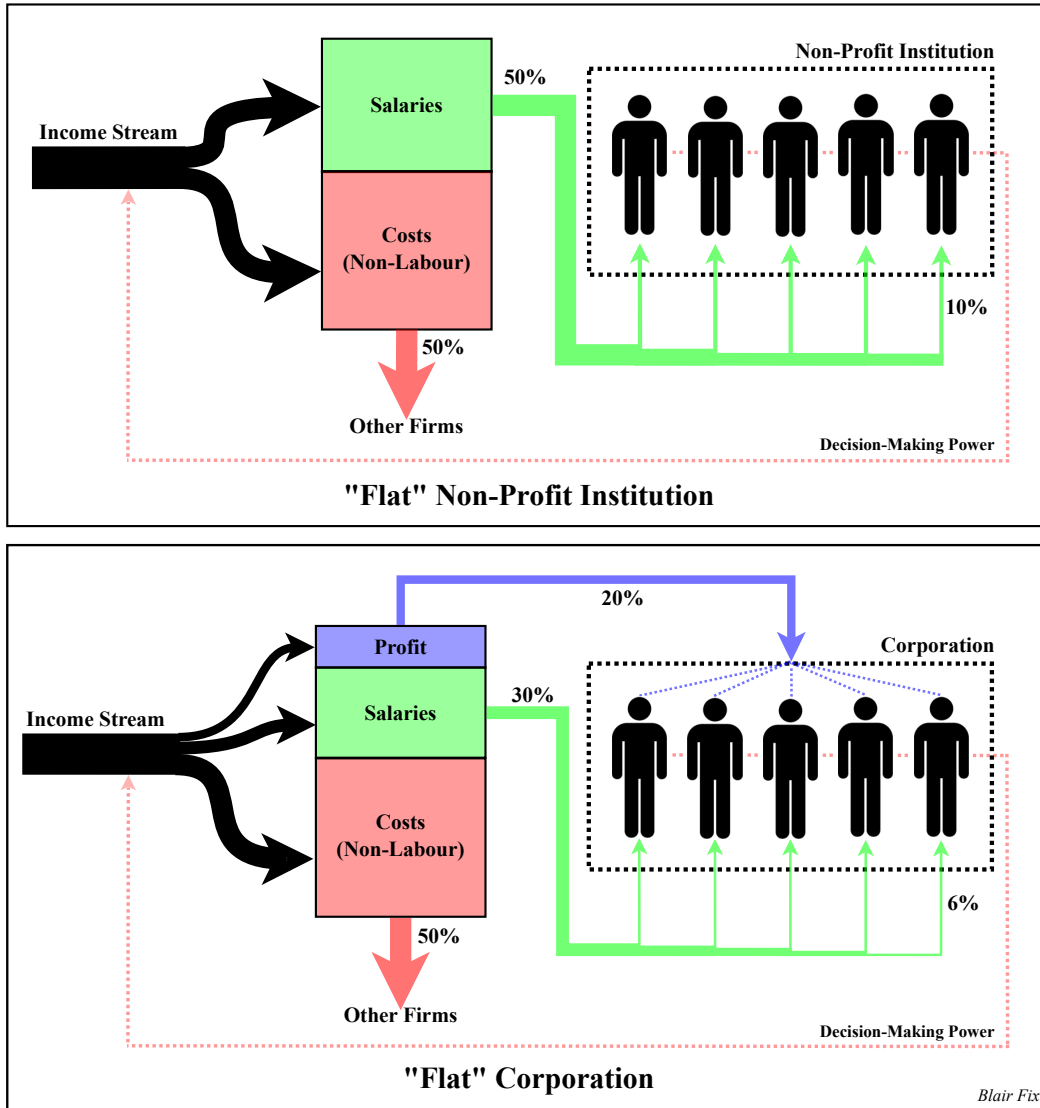 Non-Profit Institution
50%
Salaries
Income Stream
Costs
(Non-Labour)
10%
50%
Other Firms
Decision-Making Power
"Flat" Non-Profit Institution
20%
Profit
Corporation
30%
Salaries
Income Stream
Costs
(Non-Labour)
6%
50%
Other Firms
Decision-Making Power
"Flat" Corporation
Blair Fix